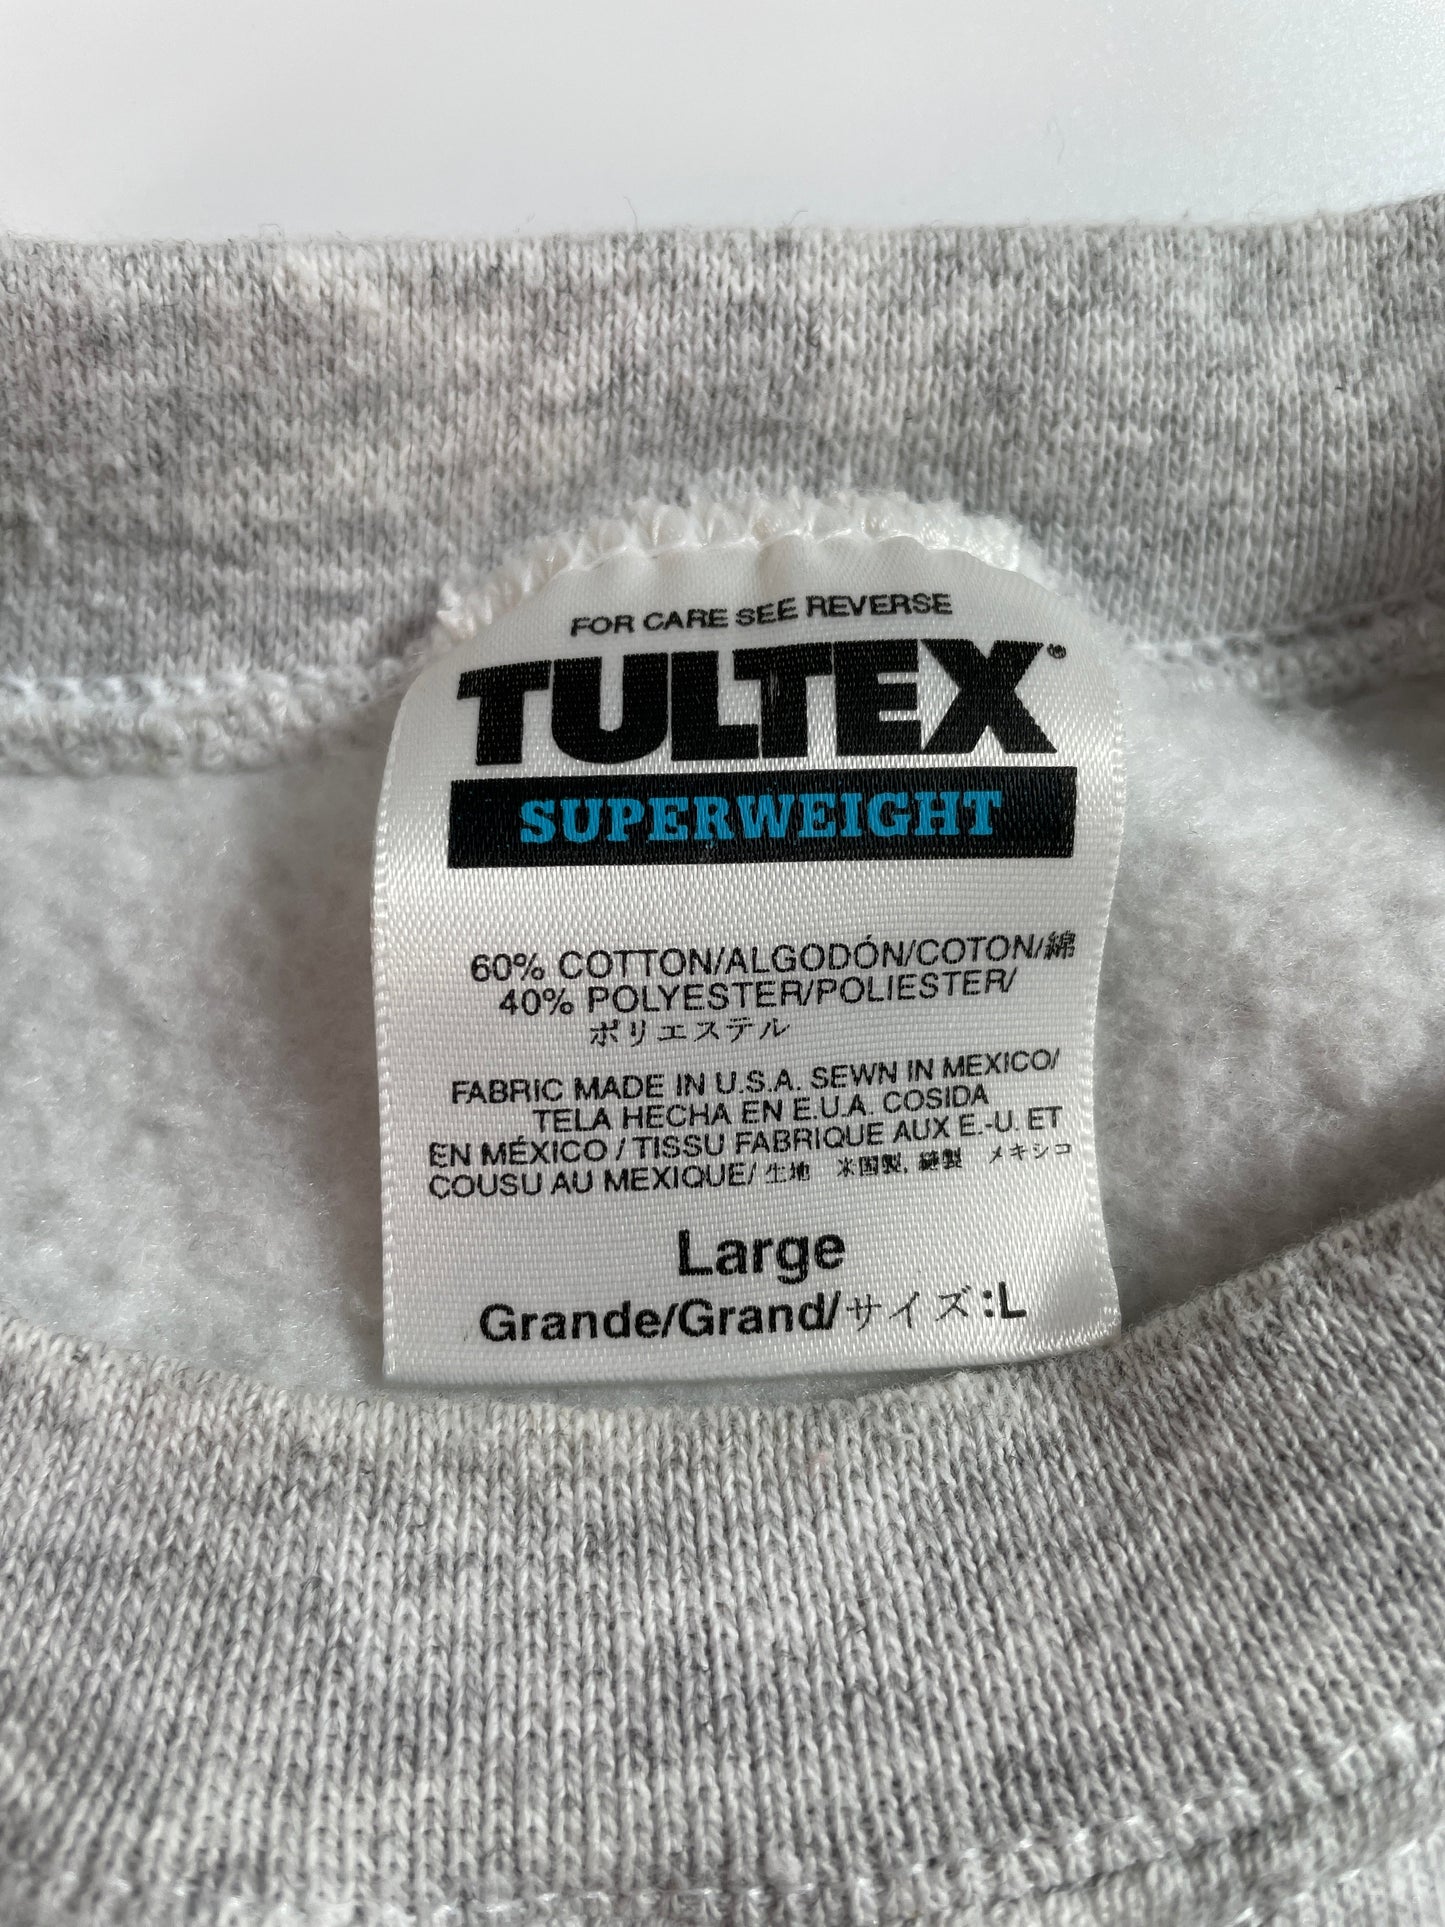 FOR CARE SEE REVERSE
TULTEX®
SUPERWEIGHT
60% COTTON/ALGODÓN/COTON/綿
40% POLYESTER/POLIESTER/
ポリエステル
FABRIC MADE IN U.S.A. SEWN IN MEXICO/
TELA HECHA EN E.U.A. COSIDA
EN MÉXICO / TISSU FABRIQUE AUX E.-U. ET
COUSU AU MEXIQUE/ 生地 米国製, 縫製 メキシコ
Large
Grande/Grand/サイズ:L